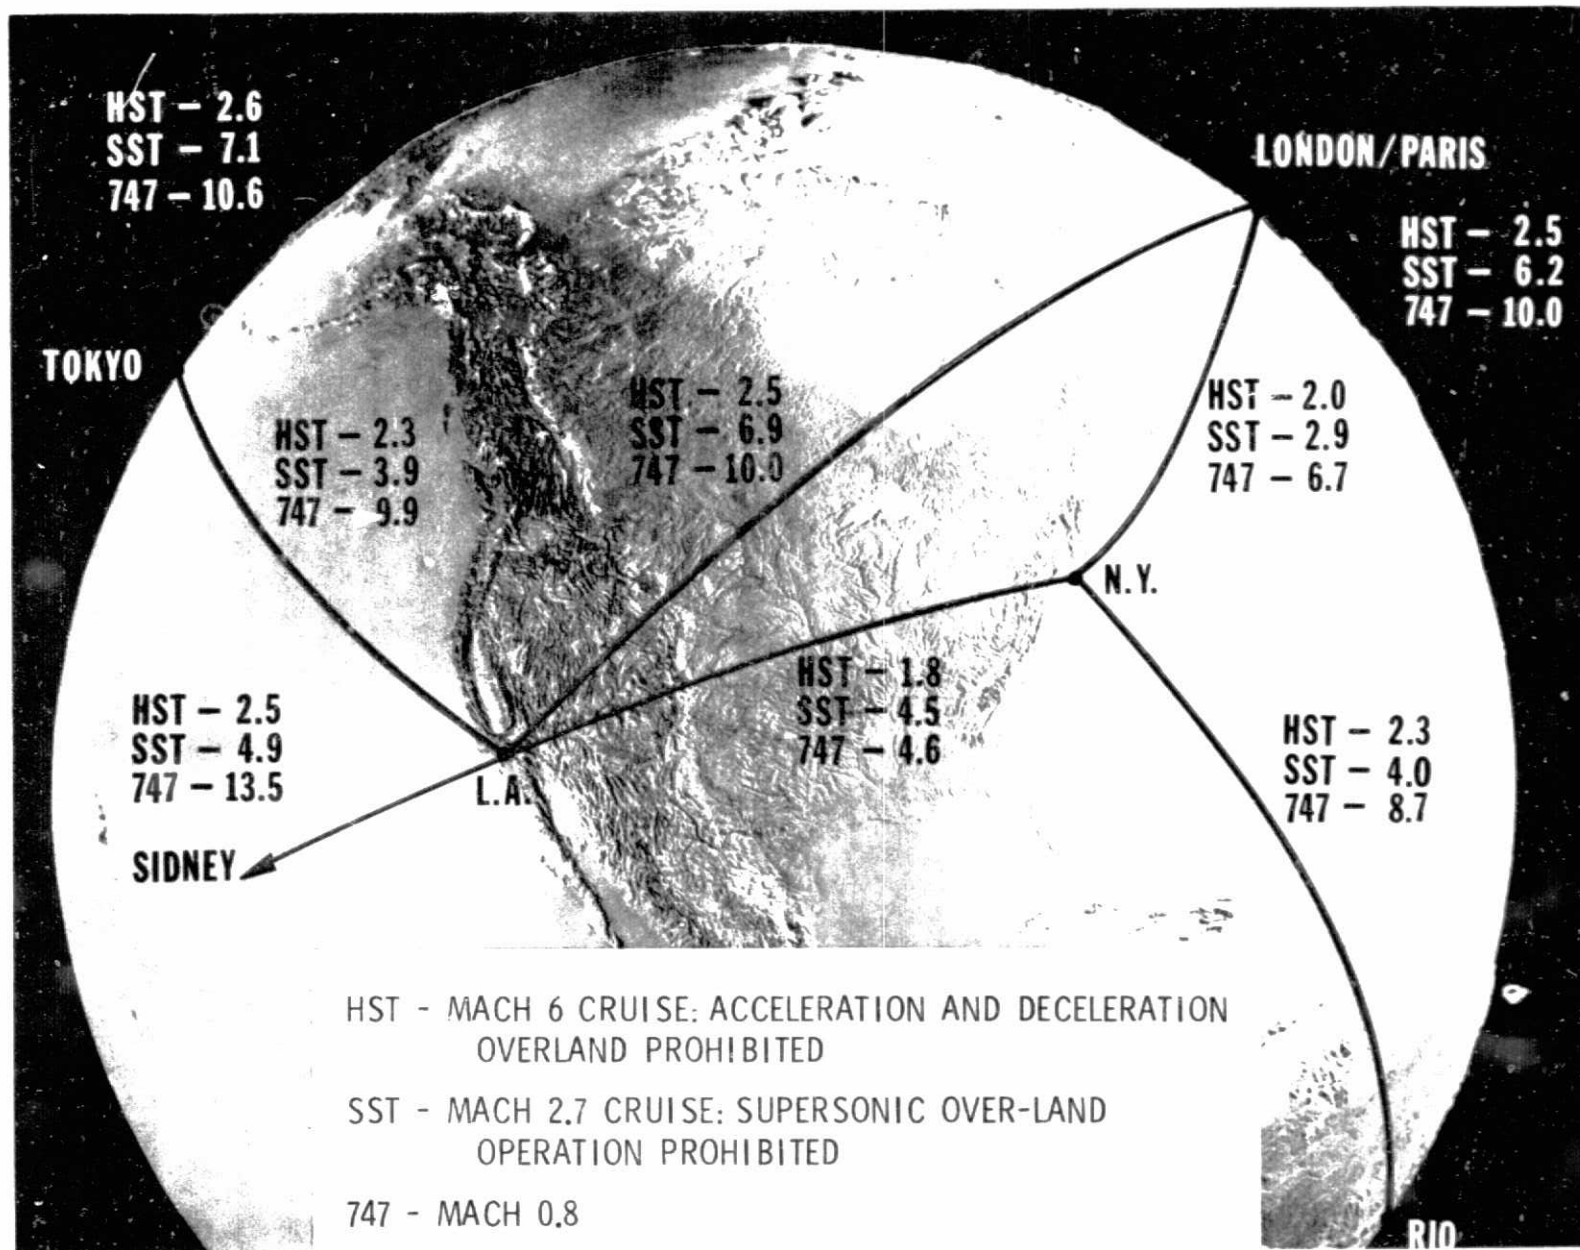 HST – 2.6
SST – 7.1
747 – 10.6
LONDON/PARIS
HST – 2.5
SST – 6.2
747 – 10.0
TOKYO
HST – 2.3
SST – 3.9
747 – 9.9
HST – 2.5
SST – 6.9
747 – 10.0
HST – 2.0
SST – 2.9
747 – 6.7
N.Y.
HST – 2.5
SST – 4.9
747 – 13.5
L.A.
HST – 1.8
SST – 4.5
747 – 4.6
HST – 2.3
SST – 4.0
747 – 8.7
SIDNEY
HST - MACH 6 CRUISE: ACCELERATION AND DECELERATION
OVERLAND PROHIBITED
SST - MACH 2.7 CRUISE: SUPERSONIC OVER-LAND
OPERATION PROHIBITED
747 - MACH 0.8
RIO